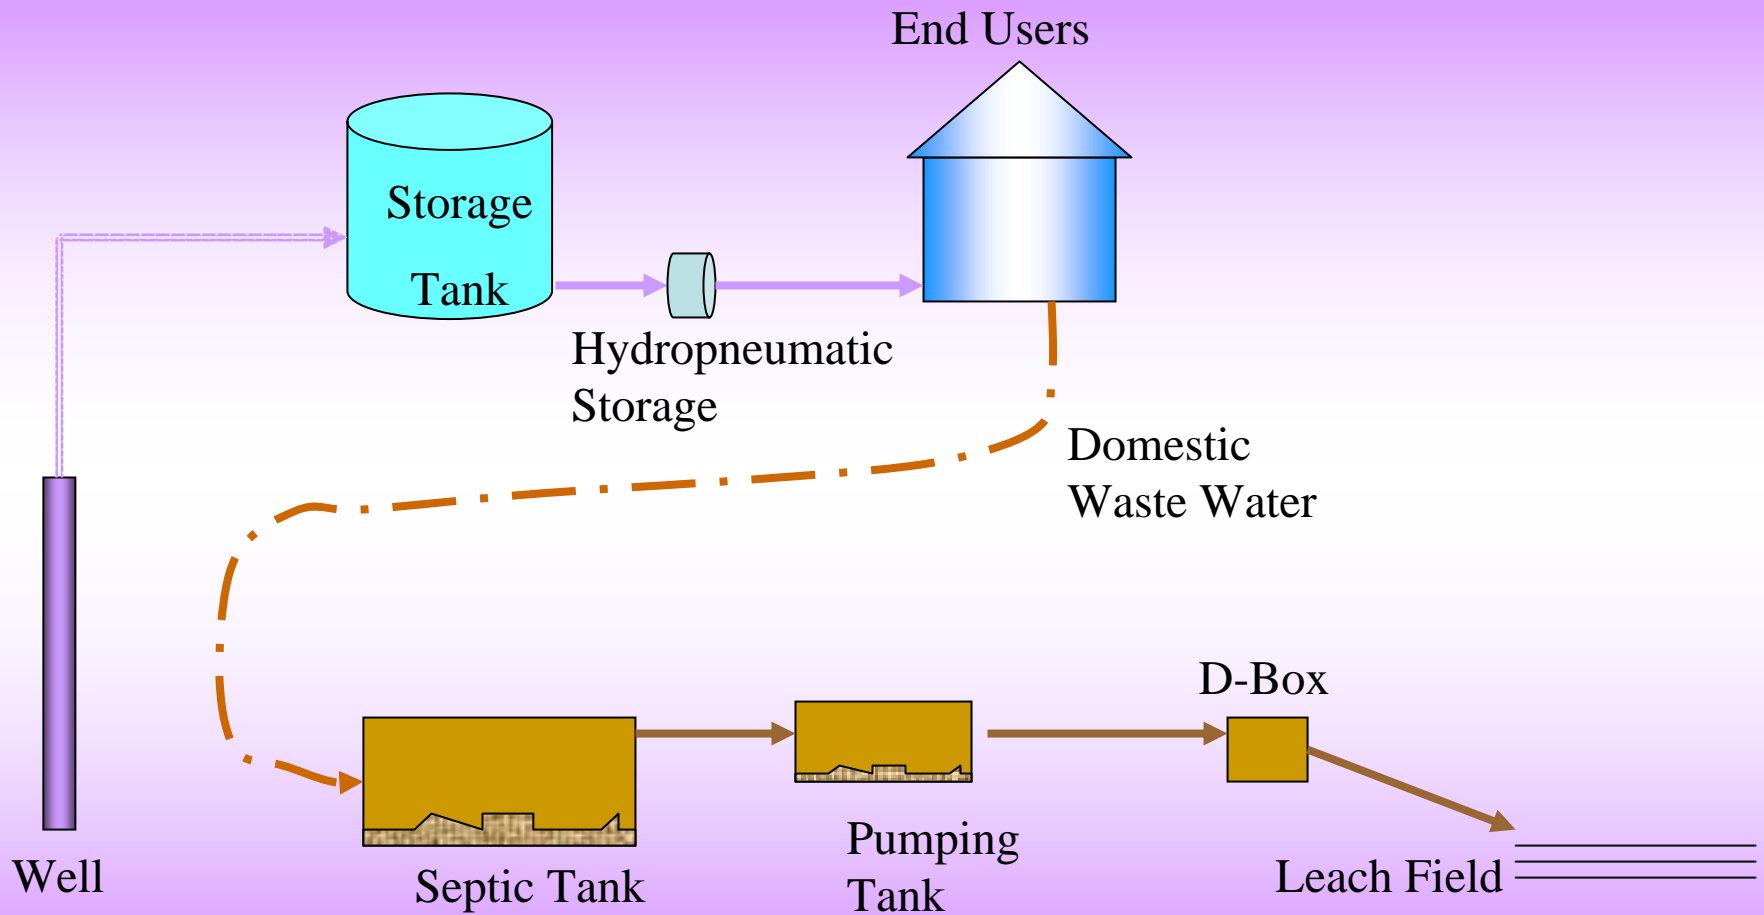 End Users
Storage
Tank
Hydropneumatic
Storage
Domestic
Waste Water
D-Box
Pumping
Tank
Well
Septic Tank
Leach Field